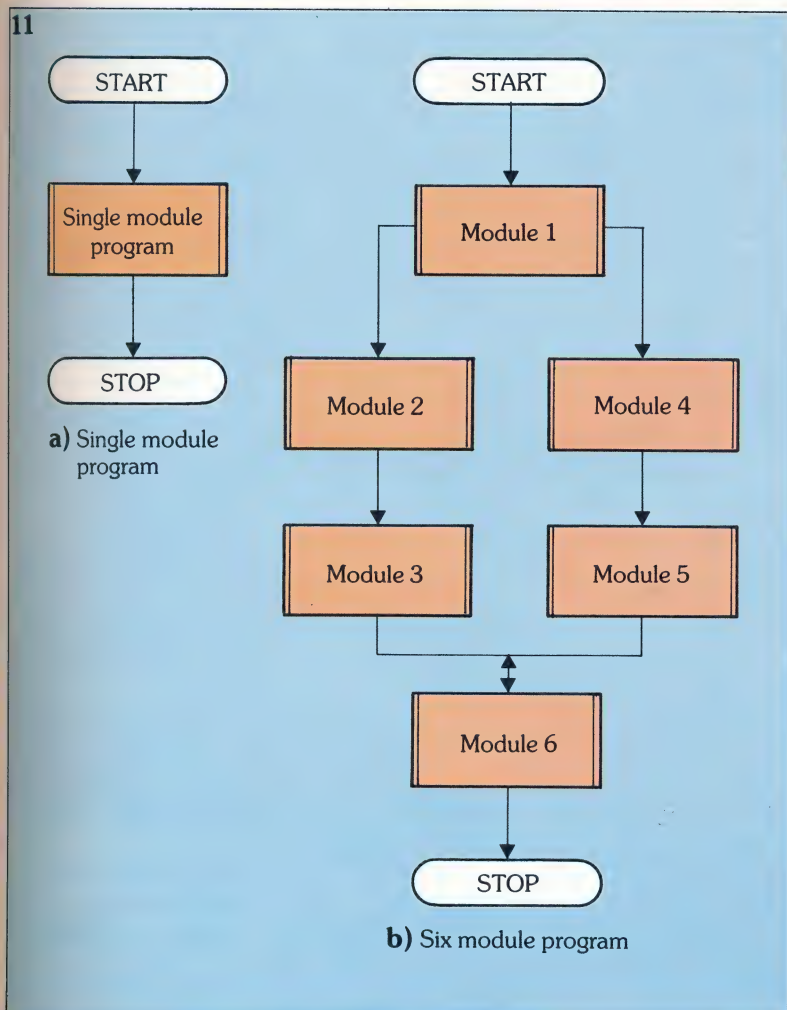 11
START
Single module
program
STOP
a) Single module
program
START
Module 1
Module 2
Module 4
Module 3
Module 5
Module 6
STOP
b) Six module program